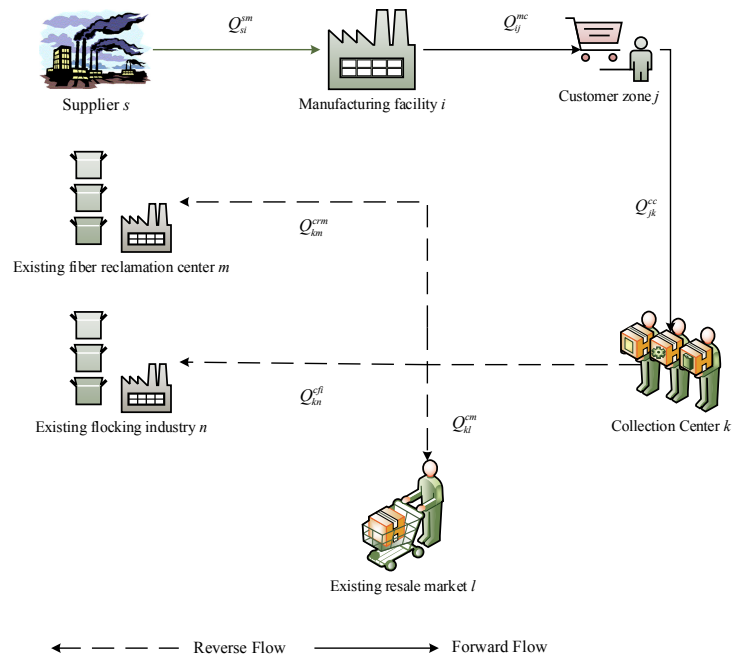 Q_{si}^{sm}
Q_{ij}^{mc}
Supplier s
Manufacturing facility i
Customer zone j
Q_{jk}^{cc}
Q_{km}^{crm}
Existing fiber reclamation center m
Q_{kn}^{cfi}
Q_{kl}^{cm}
Existing flocking industry n
Collection Center k
Existing resale market l
Reverse Flow
Forward Flow